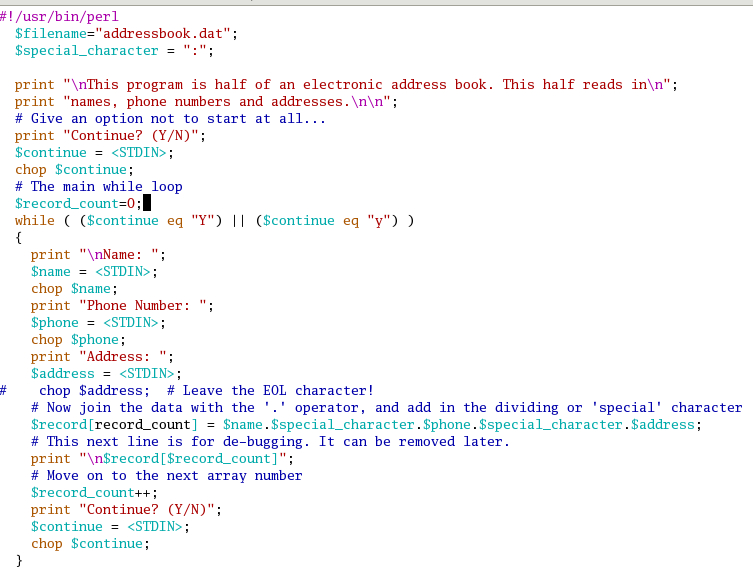 #!/usr/bin/perl
  $filename="addressbook.dat";
  $special_character = ":";

  print "\nThis program is half of an electronic address book. This half reads in\n";
  print "names, phone numbers and addresses.\n\n";
  # Give an option not to start at all...
  print "Continue? (Y/N)";
  $continue = <STDIN>;
  chop $continue;
  # The main while loop
  $record_count=0;
  while ( ($continue eq "Y") || ($continue eq "y") )
  {
    print "\nName: ";
    $name = <STDIN>;
    chop $name;
    print "Phone Number: ";
    $phone = <STDIN>;
    chop $phone;
    print "Address: ";
    $address = <STDIN>;
#    chop $address;  # Leave the EOL character!
    # Now join the data with the '.' operator, and add in the dividing or 'special' character
    $record[record_count] = $name.$special_character.$phone.$special_character.$address;
    # This next line is for de-bugging. It can be removed later.
    print "\n$record[$record_count]";
    # Move on to the next array number
    $record_count++;
    print "Continue? (Y/N)";
    $continue = <STDIN>;
    chop $continue;
  }